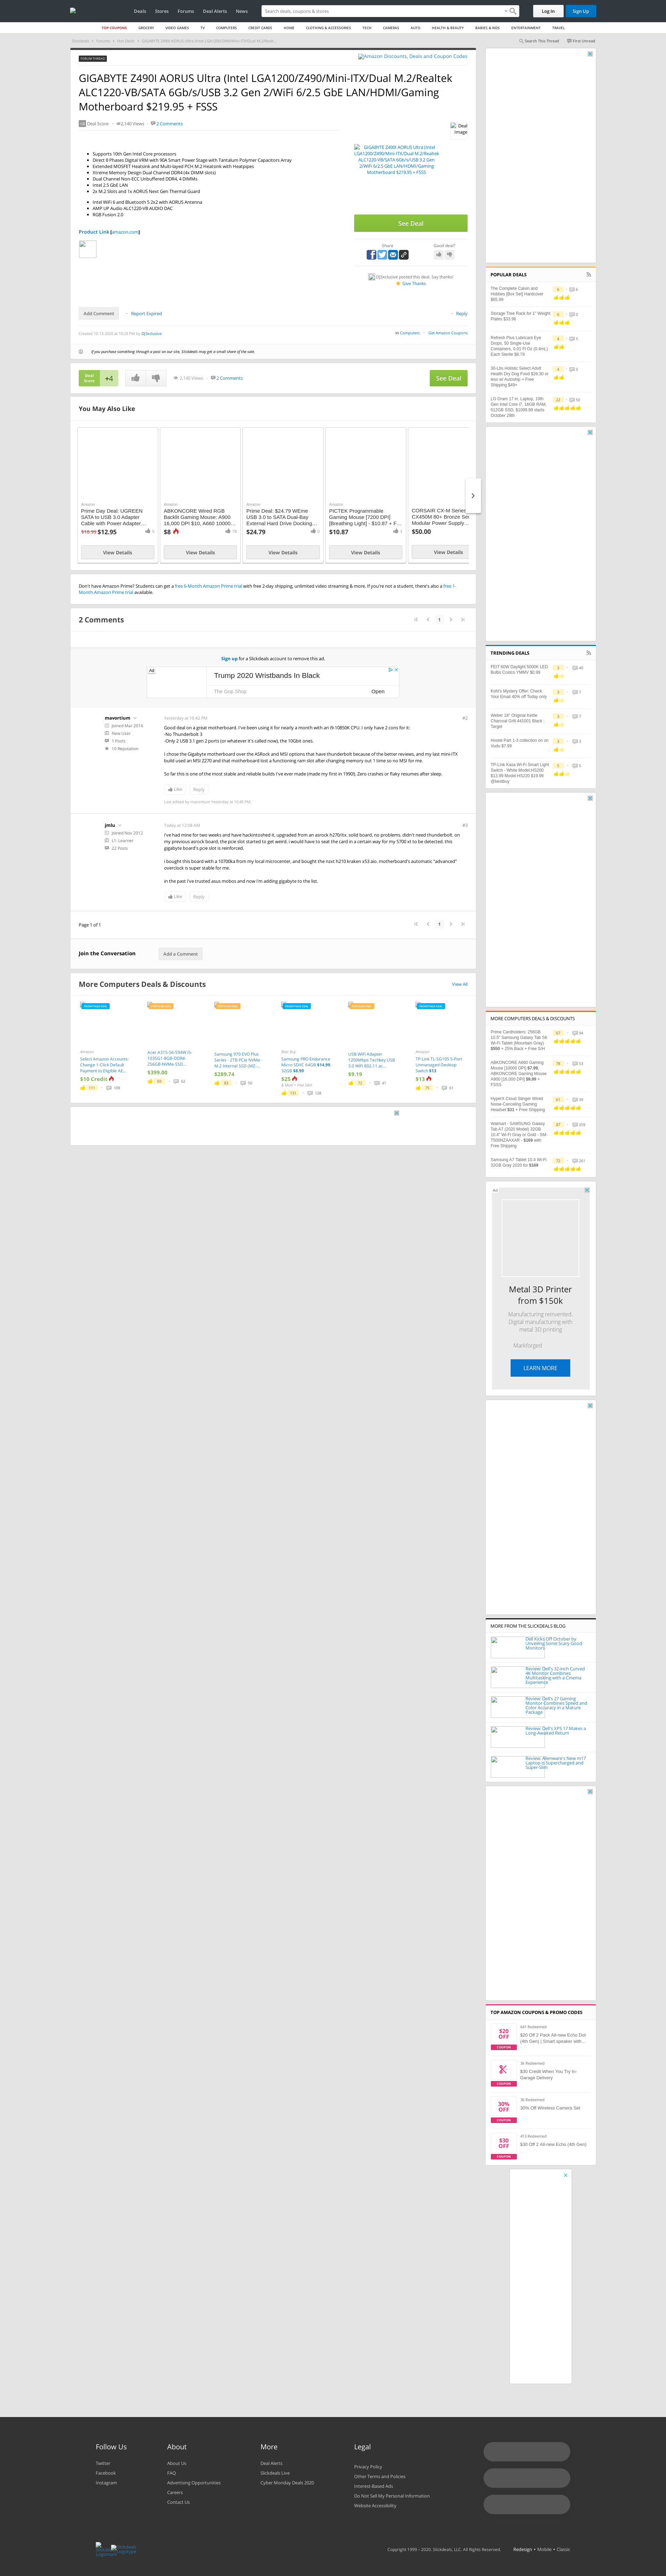 Deals Stores Forums Deal Alerts News
Search deals, coupons & stores
Log In
Sign Up
TOP COUPONS GROCERY VIDEO GAMES TV COMPUTERS CREDIT CARDS HOME CLOTHING & ACCESSORIES TECH CAMERAS AUTO HEALTH & BEAUTY BABIES & KIDS ENTERTAINMENT TRAVEL
Search This Thread
First Unread
FORUM THREAD
Amazon Discounts, Deals and Coupon Codes
GIGABYTE Z490I AORUS Ultra (Intel LGA1200/Z490/Mini-ITX/Dual M.2/Realtek
ALC1220-VB/SATA 6Gb/s/USB 3.2 Gen 2/WiFi 6/2.5 GbE LAN/HDMI/Gaming
Motherboard $219.95 + FSSS
+4 Deal Score
2,140 Views
2 Comments
Deal
Image
Supports 10th Gen Intel Core processors
Direct 8 Phases Digital VRM with 90A Smart Power Stage with Tantalum Polymer Capacitors Array
Extended MOSFET Heatsink and Multi-layed PCH M.2 Heatsink with Heatpipes
Xtreme Memory Design Dual Channel DDR4 (4x DIMM slots)
Dual Channel Non-ECC Unbuffered DDR4, 4 DIMMs
Intel 2.5 GbE LAN
2x M.2 Slots and 1x AORUS Next Gen Thermal Guard
Intel WiFi 6 and Bluetooth 5 2x2 with AORUS Antenna
AMP UP Audio ALC1220-VB AUDIO DAC
RGB Fusion 2.0
Product Link [amazon.com]
GIGABYTE Z490I AORUS Ultra (Intel
LGA1200/Z490/Mini-ITX/Dual M.2/Realtek
ALC1220-VB/SATA 6Gb/s/USB 3.2 Gen
2/WiFi 6/2.5 GbE LAN/HDMI/Gaming
Motherboard $219.95 + FSSS
See Deal
Share
Good deal?
DJExclusive posted this deal. Say thanks!
Give Thanks
Add Comment
Report Expired
Reply
Created 10-13-2020 at 10:29 PM by DJExclusive
Computers
Get Amazon Coupons
If you purchase something through a post on our site, Slickdeals may get a small share of the sale.
Deal
Score
+4
2,140 Views
2 Comments
See Deal
You May Also Like
Amazon
Prime Day Deal: UGREEN
SATA to USB 3.0 Adapter
Cable with Power Adapter...
$18.99 $12.95
View Details
Amazon
ABKONCORE Wired RGB
Backlit Gaming Mouse: A900
16,000 DPI $10, A660 10000...
$8
View Details
Amazon
Prime Deal: $24.79 WEme
USB 3.0 to SATA Dual-Bay
External Hard Drive Docking...
$24.79
View Details
Amazon
PICTEK Programmable
Gaming Mouse [7200 DPI]
[Breathing Light] - $10.87 + F...
$10.87
View Details
CORSAIR CX-M Series
CX450M 80+ Bronze Sem
Modular Power Supply...
$50.00
View Details
Don't have Amazon Prime? Students can get a free 6-Month Amazon Prime trial with free 2-day shipping, unlimited video streaming & more. If you're not a student, there's also a free 1-
Month Amazon Prime trial available.
2 Comments
1
Sign up for a Slickdeals account to remove this ad.
Ad
Trump 2020 Wristbands In Black
The Gop Shop
Open
mavortium
Joined Mar 2010
New User
1 Posts
10 Reputation
Yesterday at 10:42 PM
#2
Good deal on a great motherboard. I've been using it for nearly a month with an i9-10850K CPU. I only have 2 cons for it:
-No Thunderbolt 3
-Only 2 USB 3.1 gen 2 ports (or whatever it's called now), the 10Gbit ones.
I chose the Gigabyte motherboard over the ASRock and MSI options that have thunderbolt because of the better reviews, and my last mini-ITX
build used an MSI Z270 and that motherboard lost an iommu feature after a bios update, so I'm staying away from MSI for some time.
So far this is one of the most stable and reliable builds I've ever made (my first in 1990!). Zero crashes or flaky reserves after sleep.
Like
Reply
jmlu
Joined Nov 2012
L1: Learner
22 Posts
Today at 12:08 AM
#3
i've had mine for two weeks and have hackintoshed it. upgraded from an asrock h270/itx. solid board, no problems. didn't need thunderbolt tough. on
my previous asrock board, the pcie slot started to get weird. i would have to set the card in a certain way for my 5700 xt to be detected. this
gigabyte board's pcie slot is reinforced.
i bought this board with a 10700ka from my local microcenter, and bought the nzxt h210 kraken x53 aio. motherboard's automatic "advanced"
overclock is super stable for me.
in the past i've trusted asus mobos and now i'm adding gigabyte to the list.
Like
Reply
Page 1 of 1
1
Join the Conversation
Add a Comment
More Computers Deals & Discounts
View All
Select Amazon Accounts:
Change 1-Click Default
Payment to Eligible AE...
$10 Credit
Acer A315-56-594W i3-
1035G1 8GB DDR4
256GB NVMe SSD...
$399.00
Samsung 970 EVO Plus
Series - 2TB PCIe NVMe -
M.2 Internal SSD (MZ-...
$289.74
Best Buy
Samsung PRO Endurance
Micro SDXC 64GB $14.99,
32GB $8.99
$25
USB WiFi Adapter
1200Mbps TechKey USB
3.0 WiFi 802.11 ac...
$9.19
Amazon
TP-Link TL-SG105 5-Port
Unmanaged Desktop
Switch $13
$12
POPULAR DEALS
The Complete Calvin and
Hobbes [Box Set] Hardcover
$65.89
Storage Tree Rack for 1" Weight
Plates $33.96
Refresh Plus Lubricant Eye
Drops, 50 Single-Use
Containers, 0.01 Fl Oz (0.4mL)
Each Sterile $8.79
30-Lbs Holistic Select Adult
Health Dry Dog Food $26.30 or
less w/ Autoship + Free
Shipping $49+
LG Gram 17 in. Laptop, 10th
Gen Intel Core i7, 16GB RAM,
512GB SSD, $1099.99 starts
October 26th
TRENDING DEALS
FEIT 60W Daylight 5000K LED
Bulbs Costco YMMV $0.99
Kohl's Mystery Offer: Check
Your Email 40% off Today only
Weber 18" Original Kettle
Charcoal Grill 441001 Black -
Target
Hostel Part 1-3 collection on on
Vudu $7.99
TP-Link Kasa Wi-Fi Smart Light
Switch - White Model:HS200
$13.99 Model:HS220 $19.99
@bestbuy
MORE COMPUTERS DEALS & DISCOUNTS
Prime Cardholders: 256GB
10.5" Samsung Galaxy Tab S6
Wi-Fi Tablet (Mountain Gray)
$500 + 25% Back + Free S/H
ABKONCORE A660 Gaming
Mouse [10000 DPI] $7.96,
ABKONCORE Gaming Mouse
A900 [16,000 DPI] $9.99 +
FSSS
HyperX Cloud Stinger Wired
Noise-Canceling Gaming
Headset $31 + Free Shipping
Walmart - SAMSUNG Galaxy
Tab A7 (2020 Model) 32GB
10.4" Wi-Fi Gray or Gold - SM-
T500NZAAXAR - $169 with
Free Shipping
Samsung A7 Tablet 10.4 Wi-Fi
32GB Gray 2020 for $169
Ad
Metal 3D Printer
from $150k
Manufacturing reinvented:
Digital manufacturing with
metal 3D printing
Markforged
LEARN MORE
MORE FROM THE SLICKDEALS BLOG
Dell Kicks Off October by
Unveiling Some Scary Good
Monitors
Review: Dell's 32-inch Curved
4K Monitor Combines
Multitasking with a Cinema
Experience
Review: Dell's 27 Gaming
Monitor Combines Speed and
Color Accuracy in a Mature
Package
Review: Dell's XPS 17 Makes a
Long-Awaited Return
Review: Alienware's New m17
Laptop is Supercharged and
Super-Slim
TOP AMAZON COUPONS & PROMO CODES
$20
OFF
COUPON
641 Redeemed
$20 Off 2 Pack All-new Echo Dot
(4th Gen) | Smart speaker with...
COUPON
3k Redeemed
$30 Credit When You Try In-
Garage Delivery
30%
OFF
COUPON
30% Off Wireless Camera Set
$30
OFF
COUPON
413 Redeemed
$30 Off 2 All-new Echo (4th Gen)
Follow Us
Twitter
Facebook
Instagram
About
About Us
FAQ
Advertising Opportunities
Careers
Contact Us
More
Deal Alerts
Slickdeals Live
Cyber Monday Deals 2020
Legal
Privacy Policy
Other Terms and Policies
Interest-Based Ads
Do Not Sell My Personal Information
Website Accessibility
Copyright 1999 - 2020. Slickdeals, LLC. All Rights Reserved.
Redesign • Mobile • Classic